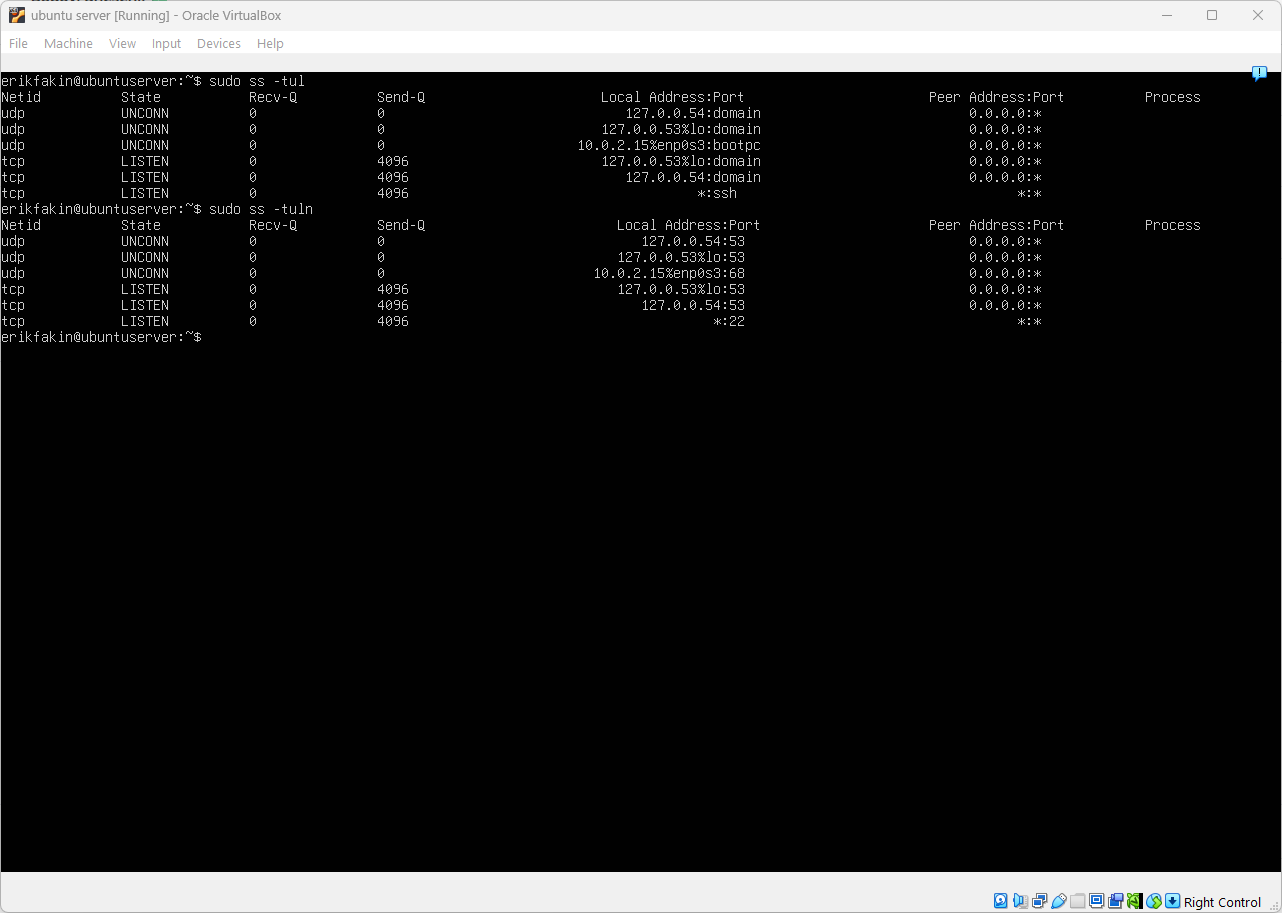 ubuntu server [Running] - Oracle VirtualBox
File Machine View Input Devices Help
erikfakin@ubuntuserver:~$ sudo ss -tul
Netid State Recv-Q Send-Q Local Address:Port Peer Address:Port Process
udp UNCONN 0 0 127.0.0.54:domain 0.0.0.0:*
udp UNCONN 0 0 127.0.0.53%lo:domain 0.0.0.0:*
udp UNCONN 0 0 10.0.2.15%enp0s3:bootpc 0.0.0.0:*
tcp LISTEN 0 4096 127.0.0.53%lo:domain 0.0.0.0:*
tcp LISTEN 0 4096 127.0.0.54:domain 0.0.0.0:*
tcp LISTEN 0 4096 *:ssh *:*
erikfakin@ubuntuserver:~$ sudo ss -tuln
Netid State Recv-Q Send-Q Local Address:Port Peer Address:Port Process
udp UNCONN 0 0 127.0.0.54:53 0.0.0.0:*
udp UNCONN 0 0 127.0.0.53%lo:53 0.0.0.0:*
udp UNCONN 0 0 10.0.2.15%enp0s3:68 0.0.0.0:*
tcp LISTEN 0 4096 127.0.0.53%lo:53 0.0.0.0:*
tcp LISTEN 0 4096 127.0.0.54:53 0.0.0.0:*
tcp LISTEN 0 4096 *:22 *:*
erikfakin@ubuntuserver:~$
Right Control